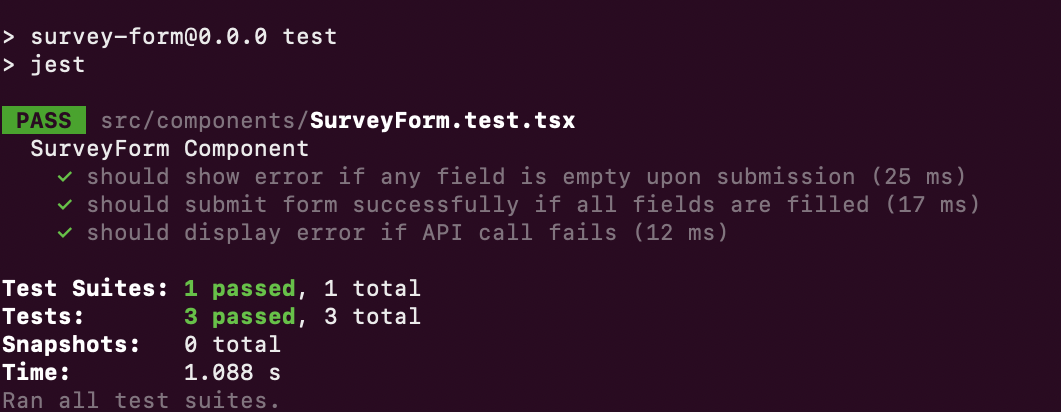 > survey-form@0.0.0 test
> jest
PASS src/components/SurveyForm.test.tsx
SurveyForm Component
✓ should show error if any field is empty upon submission (25 ms)
✓ should submit form successfully if all fields are filled (17 ms)
✓ should display error if API call fails (12 ms)
Test Suites: 1 passed, 1 total
Tests: 3 passed, 3 total
Snapshots: 0 total
Time: 1.088 s
Ran all test suites.